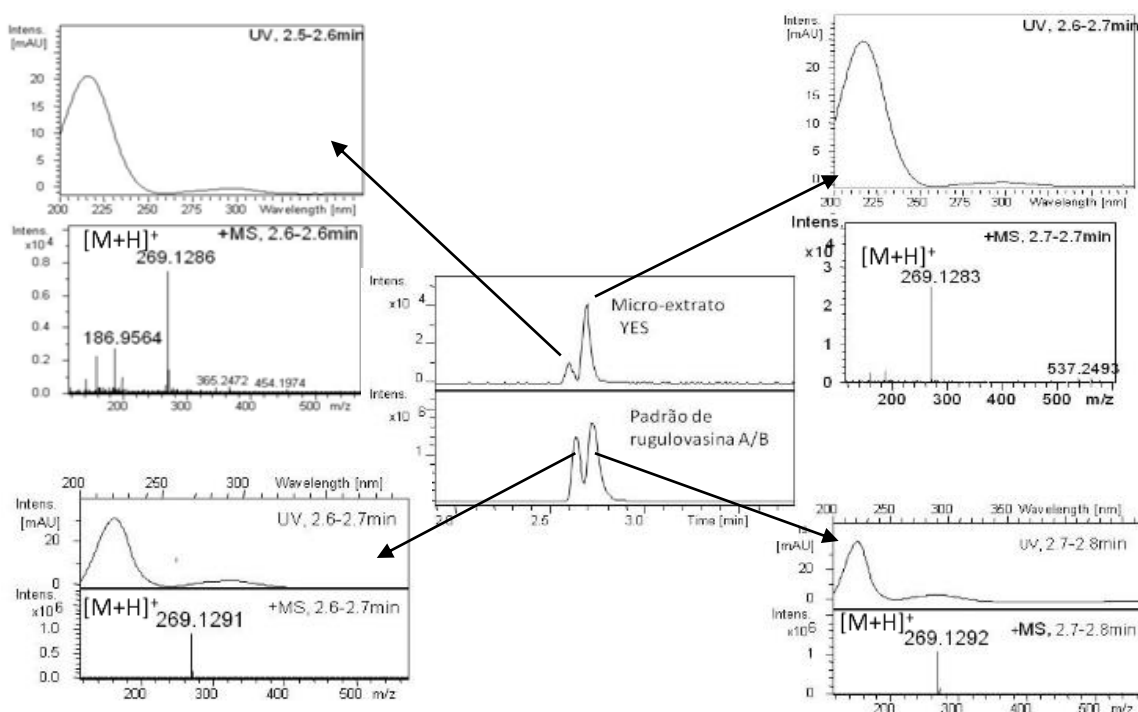 Intens.
[mAU]
UV, 2.5-2.6min
20
15
10
5
0
200 225 250 275 300 Wavelength [nm]
Intens.
x10⁴
+MS, 2.6-2.6min
[M+H]⁺
269.1286
0.8
0.6
0.4
0.2
0.0
186.9564
365.2472
454.1974
200 300 400 500 m/z
Intens.
[mAU]
UV, 2.6-2.7min
20
15
10
5
0
200 225 250 275 300 Wavelength [nm]
Intens.
+MS, 2.7-2.7min
[M+H]⁺
269.1283
4
3
2
1
0
537.2493
200 300 400 500 m/z
Intens.
4
2
0
Micro-extrato
YES
Intens.
1
Padrão de
rugulovasina A/B
2.6 3.0 Time [min]
200 250 300 Wavelength [nm]
Intens.
[mAU]
UV, 2.6-2.7min
20
0
Intens.
x10⁶
+MS, 2.6-2.7min
[M+H]⁺
269.1291
1.0
0.5
0.0
200 300 400 500 m/z
200 250 300 350 Wavelength [nm]
[mAU]
UV, 2.7-2.8min
20
0
Intens.
x10⁶
+MS, 2.7-2.8min
[M+H]⁺
269.1292
1
0
200 300 400 500 m/z